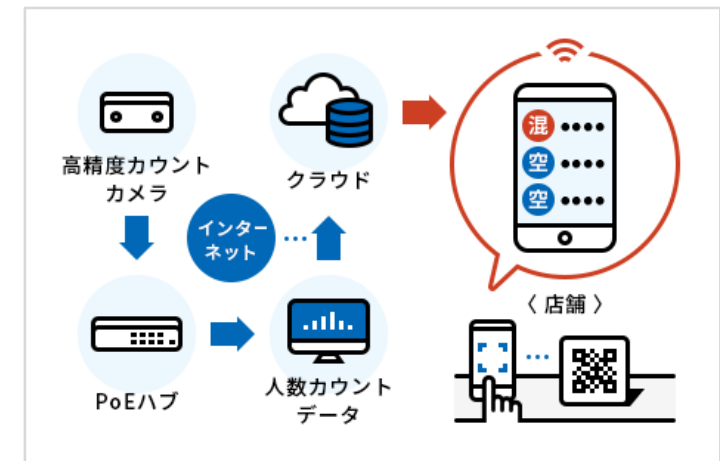 高精度カウント
カメラ
クラウド
インター
ネット
PoEハブ
人数カウント
データ
混
空
空
〈 店舗 〉